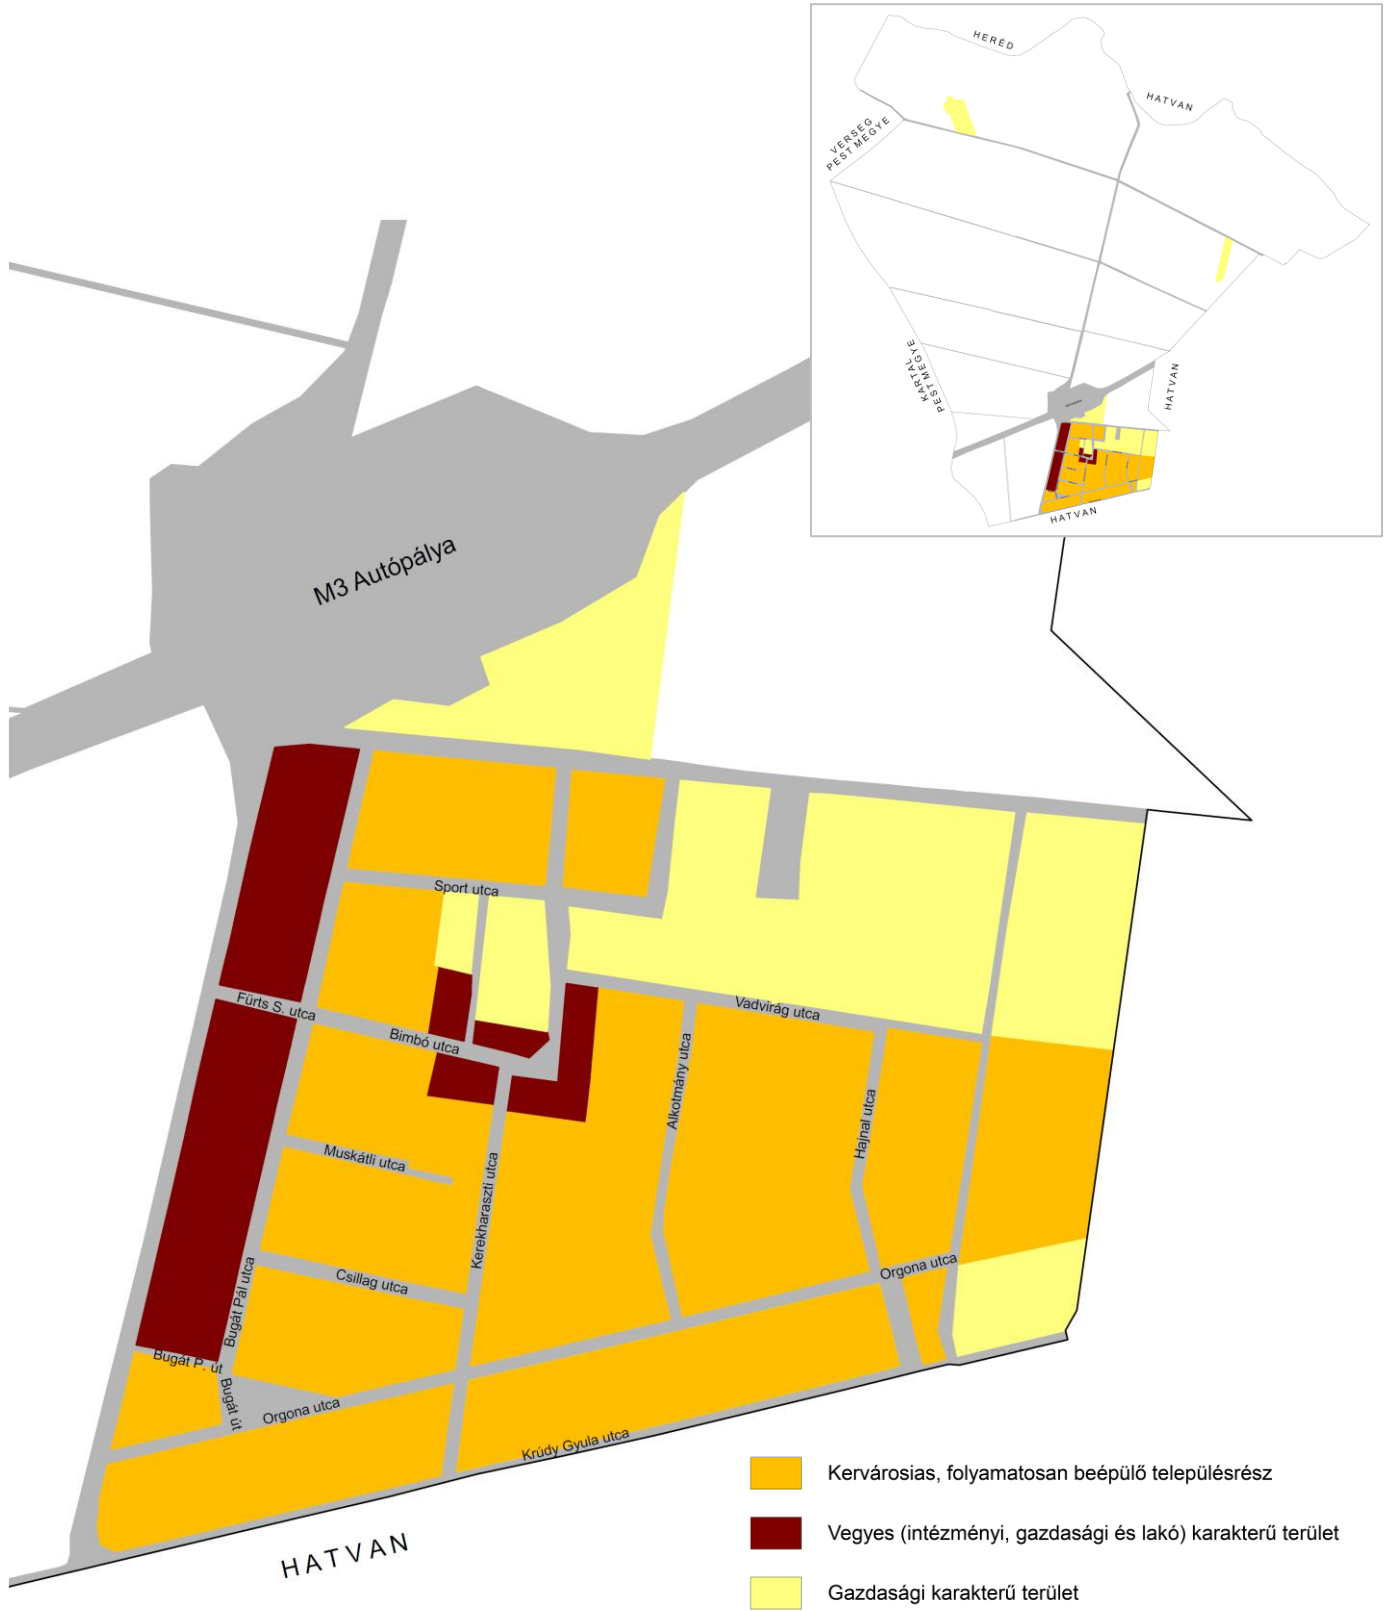 HERÉD
HATVAN
VERSEG
PEST MEGYE
KARTAL
PEST MEGYE
HATVAN
HATVAN
M3 Autópálya
Sport utca
Fürts S. utca
Bimbó utca
Vadvirág utca
Alkotmány utca
Hajnal utca
Muskátli utca
Kerekharaszti utca
Csillag utca
Bugát Pál utca
Orgona utca
Bugát P. út
Bugát út
Orgona utca
Krúdy Gyula utca
HATVAN
Kervárosias, folyamatosan beépülő településrész
Vegyes (intézményi, gazdasági és lakó) karakterű terület
Gazdasági karakterű terület